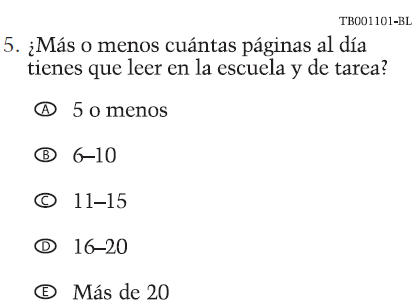 TB001101-BL
5. ¿Más o menos cuántas páginas al día
tienes que leer en la escuela y de tarea?
A 5 o menos
B 6–10
C 11–15
D 16–20
E Más de 20